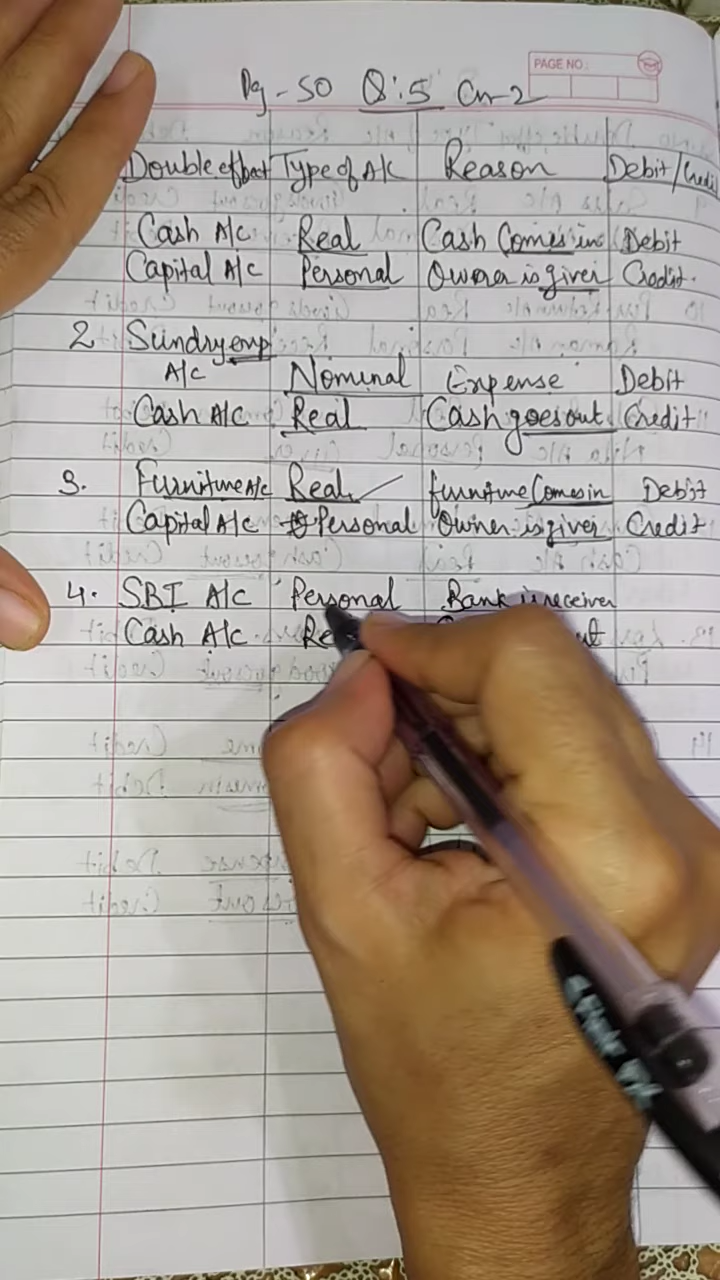 Pg-50 Q:5 Ch-2
PAGE NO.:
Double effect Type of A/c Reason Debit/Credit
Cash A/c Real Cash Comes in Debit
Capital A/c Personal Owner is giver Credit.
2 Sundry exp
A/c Nominal Expense Debit
Cash A/c Real Cash goes out Credit
3. Furniture A/c Real furniture Comes in Debit
Capital A/c Personal Owner is giver Credit
4. SBI A/c Personal Bank is receiver
Cash A/c